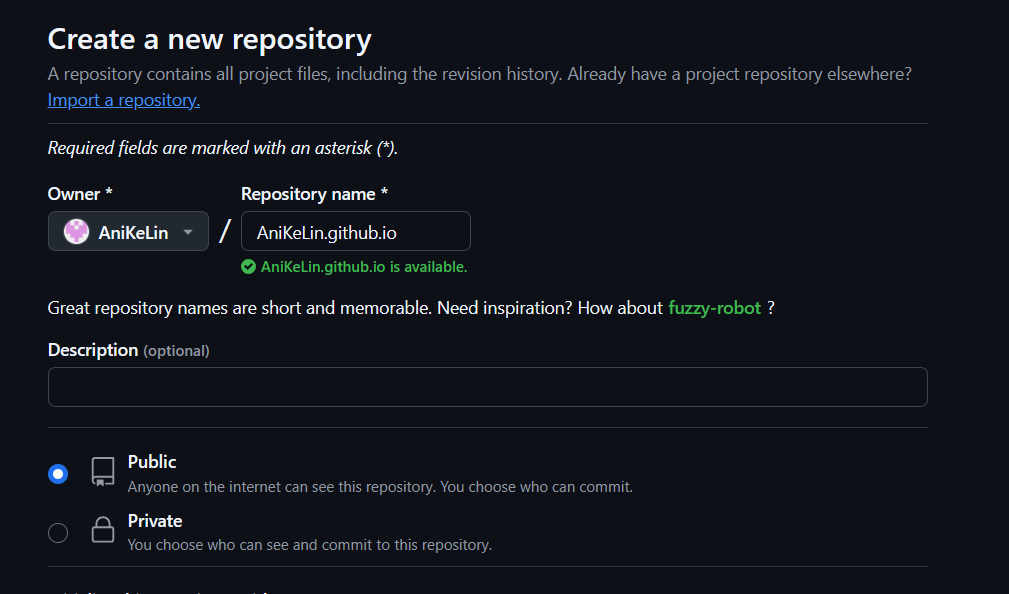 Create a new repository
A repository contains all project files, including the revision history. Already have a project repository elsewhere?
Import a repository.
Required fields are marked with an asterisk (*).
Owner * Repository name *
AniKeLin / AniKeLin.github.io
AniKeLin.github.io is available.
Great repository names are short and memorable. Need inspiration? How about fuzzy-robot ?
Description (optional)
Public
Anyone on the internet can see this repository. You choose who can commit.
Private
You choose who can see and commit to this repository.